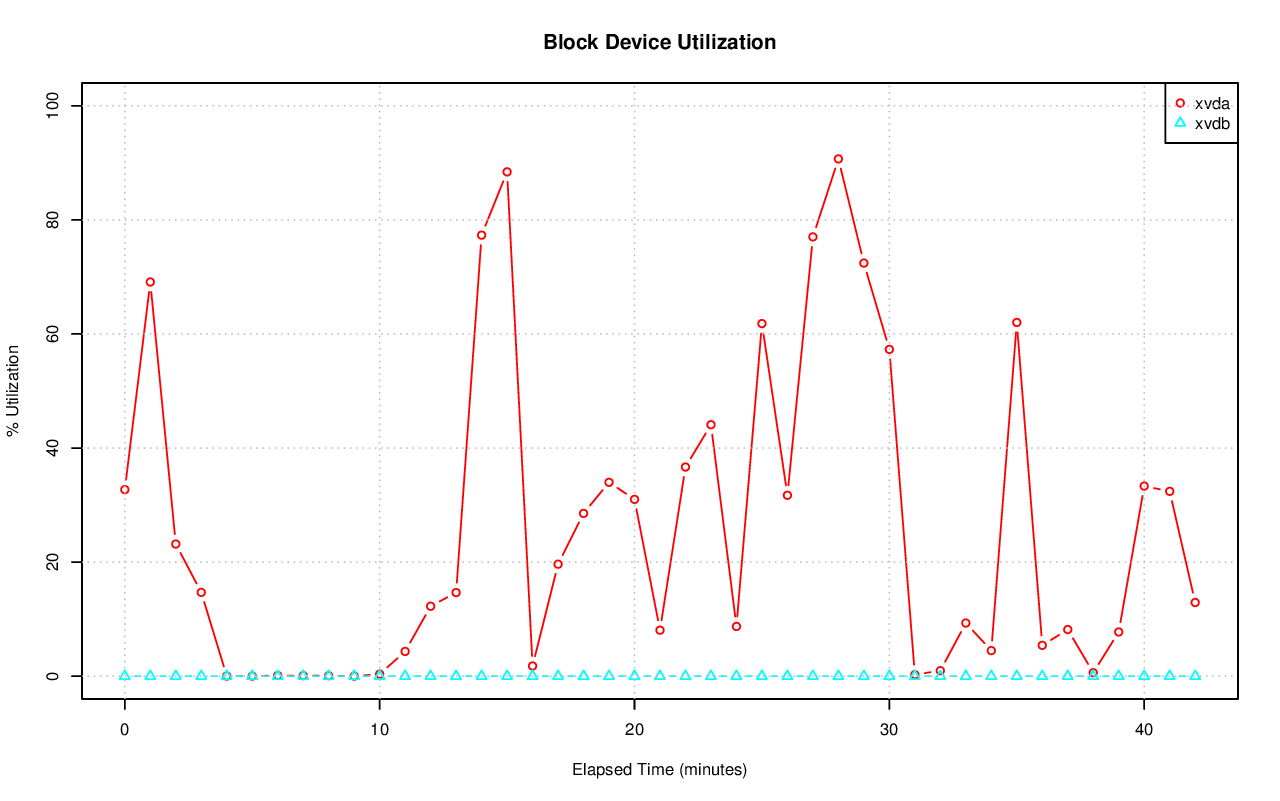 Block Device Utilization
xvda
xvdb
% Utilization
100
80
60
40
20
0
0 10 20 30 40
Elapsed Time (minutes)